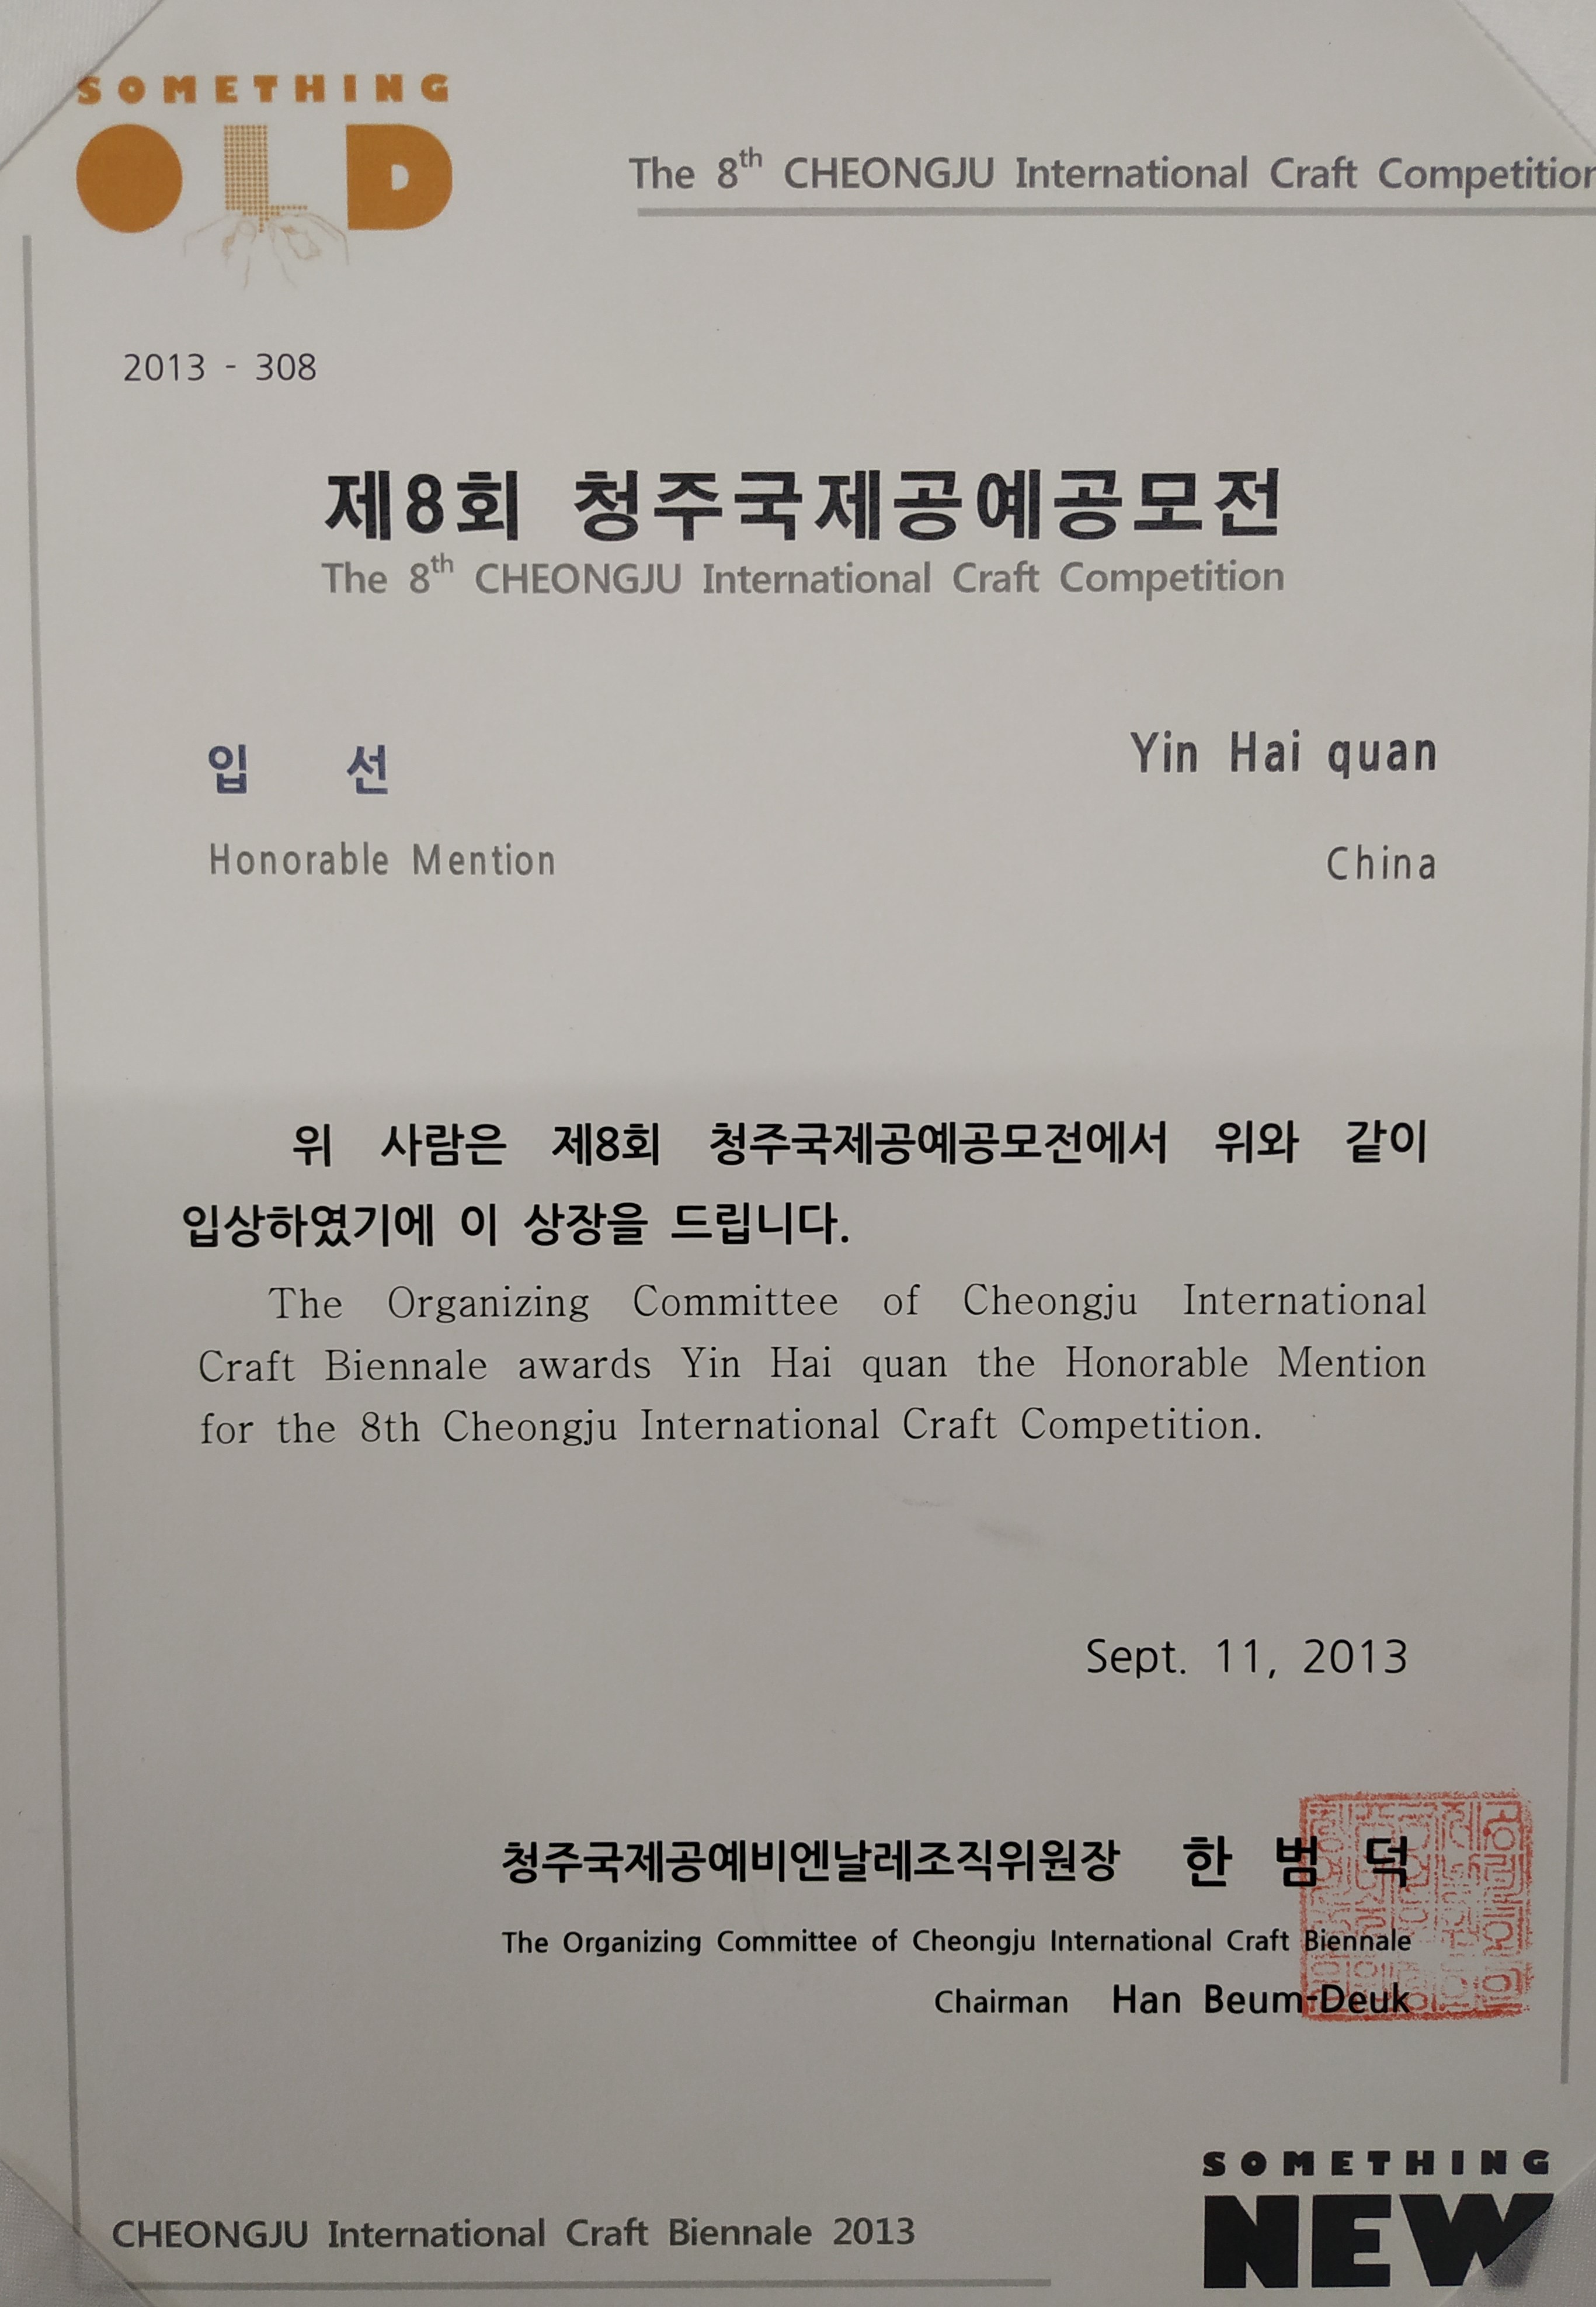 SOMETHING
OLD
The 8th CHEONGJU International Craft Competition
2013 - 308
제8회 청주국제공예공모전
The 8th CHEONGJU International Craft Competition
입 선
Yin Hai quan
Honorable Mention
China
위 사람은 제8회 청주국제공예공모전에서 위와 같이
입상하였기에 이 상장을 드립니다.
The Organizing Committee of Cheongju International
Craft Biennale awards Yin Hai quan the Honorable Mention
for the 8th Cheongju International Craft Competition.
Sept. 11, 2013
청주국제공예비엔날레조직위원장 한 범 덕
The Organizing Committee of Cheongju International Craft Biennale
Chairman Han Beum-Deuk
SOMETHING
NEW
CHEONGJU International Craft Biennale 2013